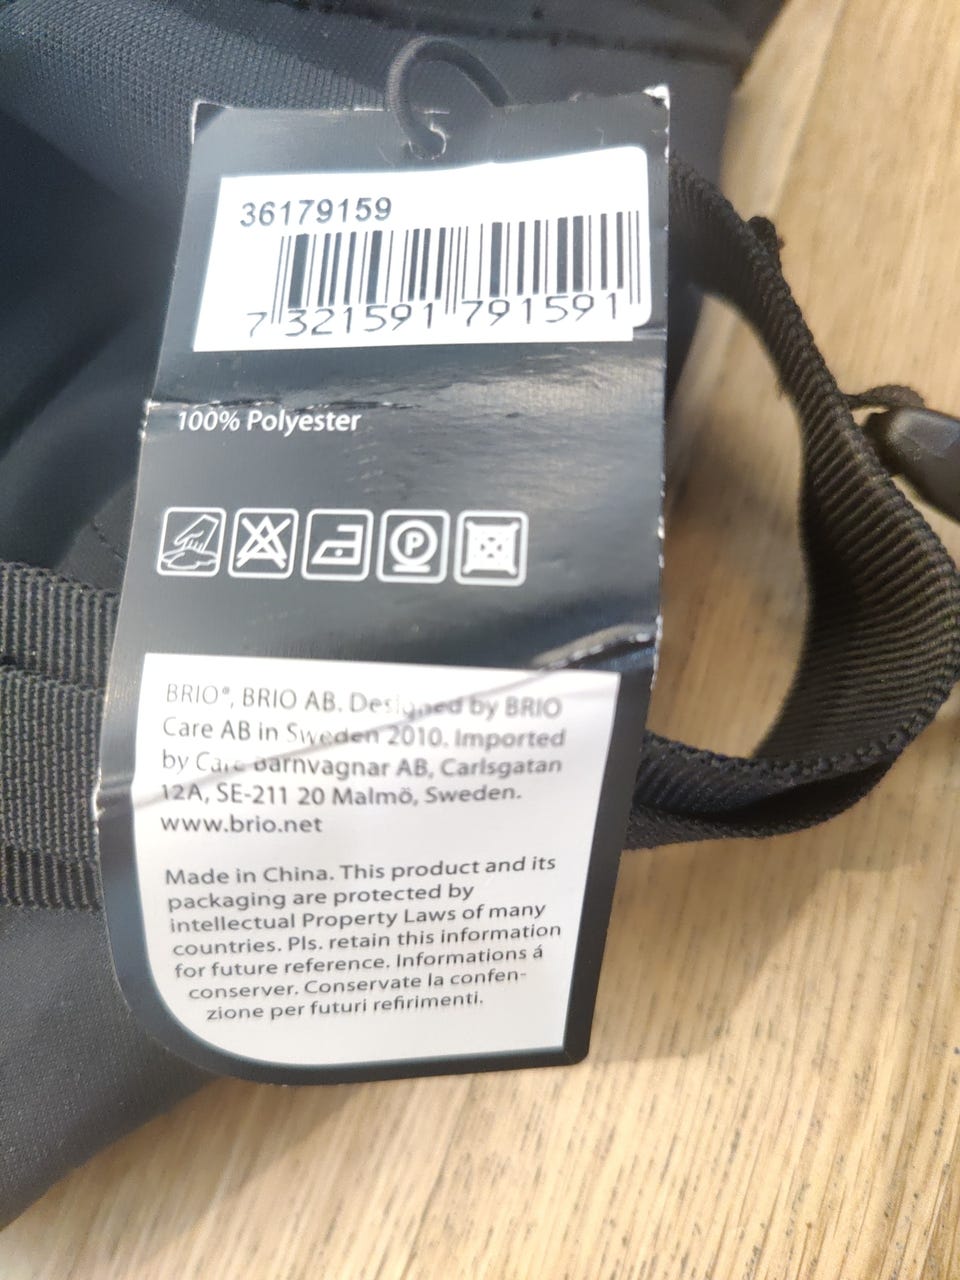 36179159
7 321591 791591
100% Polyester
P
BRIO®, BRIO AB. Designed by BRIO
Care AB in Sweden 2010. Imported
by Care barnvagnar AB, Carlsgatan
12A, SE-211 20 Malmö, Sweden.
www.brio.net
Made in China. This product and its
packaging are protected by
intellectual Property Laws of many
countries. Pls. retain this information
for future reference. Informations á
conserver. Conservate la confen-
zione per futuri refirimenti.